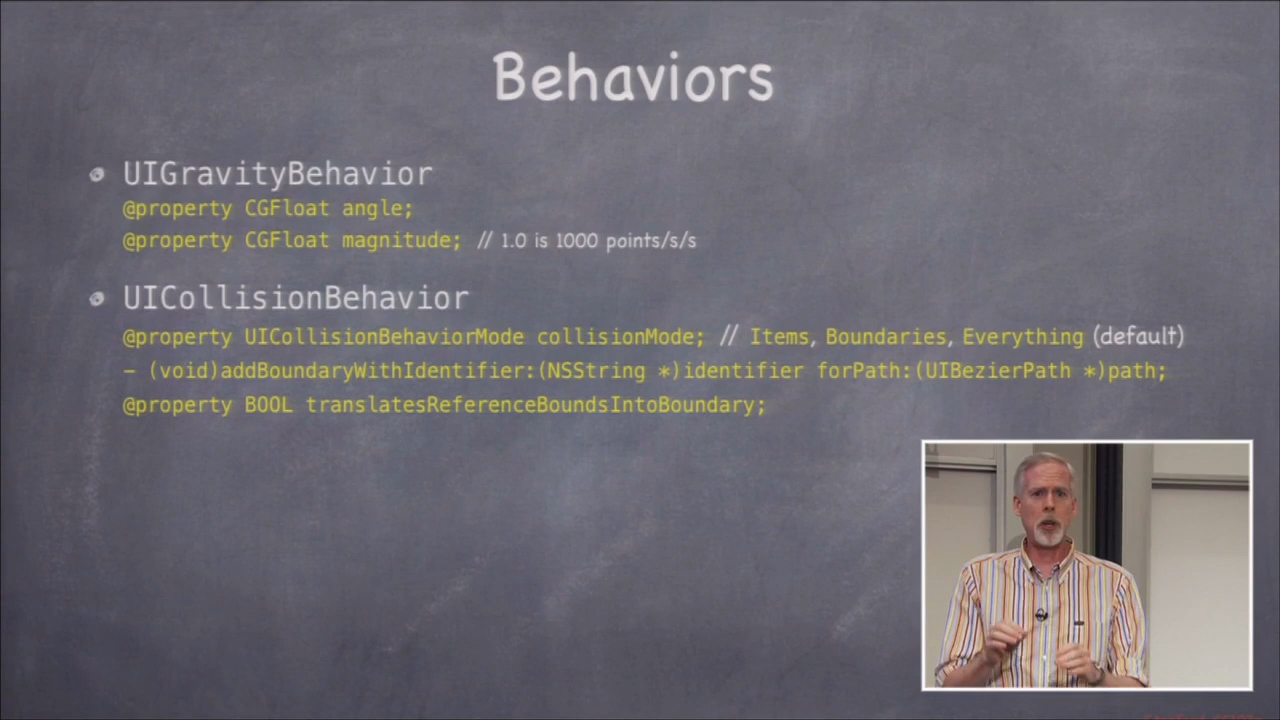 Behaviors
UIGravityBehavior
@property CGFloat angle;
@property CGFloat magnitude; // 1.0 is 1000 points/s/s
UICollisionBehavior
@property UICollisionBehaviorMode collisionMode; // Items, Boundaries, Everything (default)
- (void)addBoundaryWithIdentifier:(NSString *)identifier forPath:(UIBezierPath *)path;
@property BOOL translatesReferenceBoundsIntoBoundary;